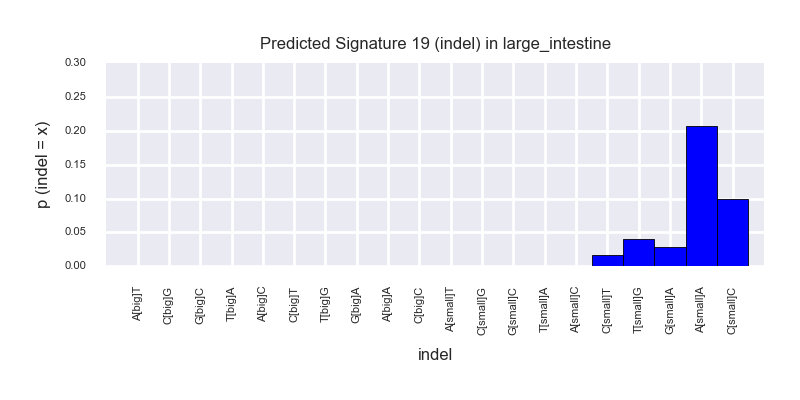 Predicted Signature 19 (indel) in large_intestine
p (indel = x)
0.30
0.25
0.20
0.15
0.10
0.05
0.00
A[big]T
C[big]G
G[big]C
T[big]A
A[big]C
C[big]T
T[big]G
G[big]A
A[big]A
C[big]C
A[small]T
C[small]G
G[small]C
T[small]A
A[small]C
C[small]T
T[small]G
G[small]A
A[small]A
C[small]C
indel